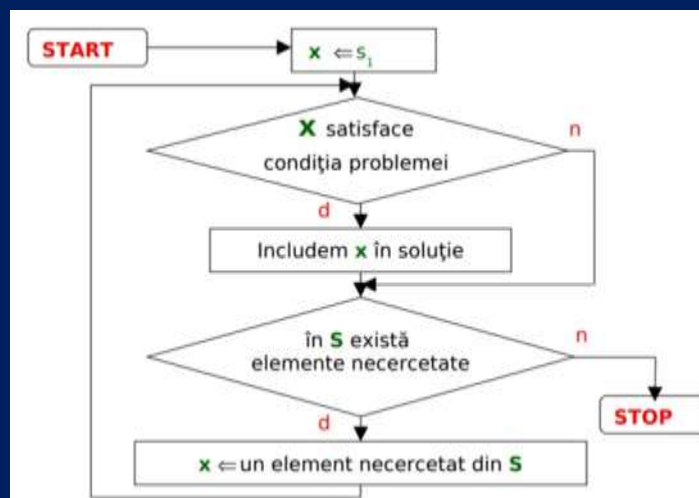 START
x ⇐ s₁
X satisface
condiţia problemei
n
d
Includem x în soluţie
în S există
elemente necercetate
n
d
STOP
x ⇐ un element necercetat din S